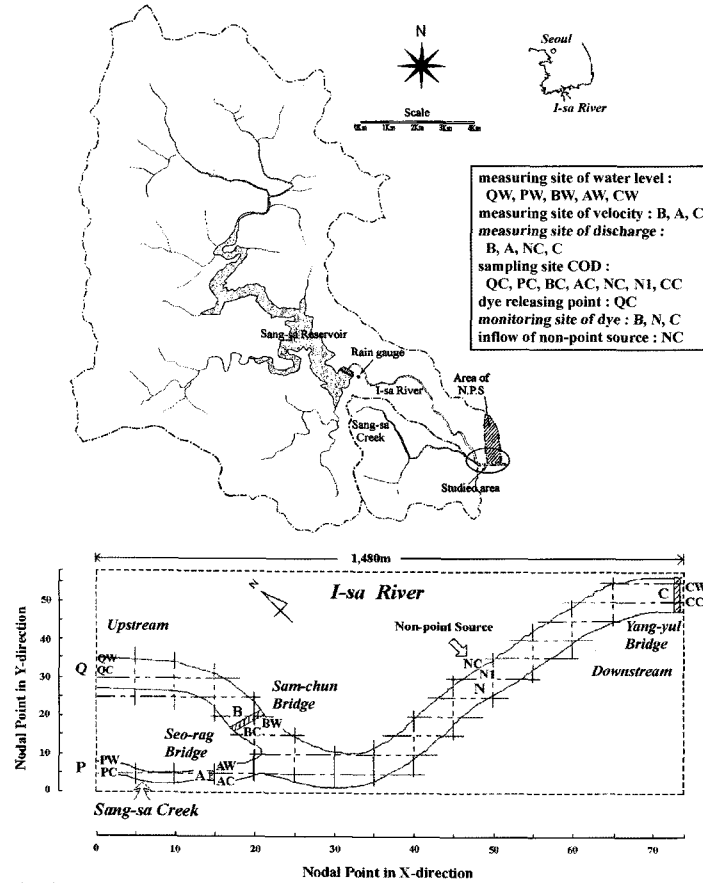 N
Seoul
I-sa River
Scale
0Km 1Km 2Km 3Km 4Km
measuring site of water level :
QW, PW, BW, AW, CW
measuring site of velocity : B, A, C
measuring site of discharge :
B, A, NC, C
sampling site COD :
QC, PC, BC, AC, NC, N1, CC
dye releasing point : QC
monitoring site of dye : B, N, C
inflow of non-point source : NC
Sang-sa Reservoir
Rain gauge
I-sa River
Area of
N.P.S
Sang-sa
Creek
Studied area
1,480m
I-sa River
N
Upstream
Non-point Source
C
CW
CC
Yang-yul
Bridge
Downstream
Q
QW
QC
NC
N1
N
Sam-chun
Bridge
B
BW
BC
Seo-rag
Bridge
P
PW
PC
AW
A
AC
Sang-sa Creek
Nodal Point in Y-direction
50
40
30
20
10
0
0 10 20 30 40 50 60 70
Nodal Point in X-direction